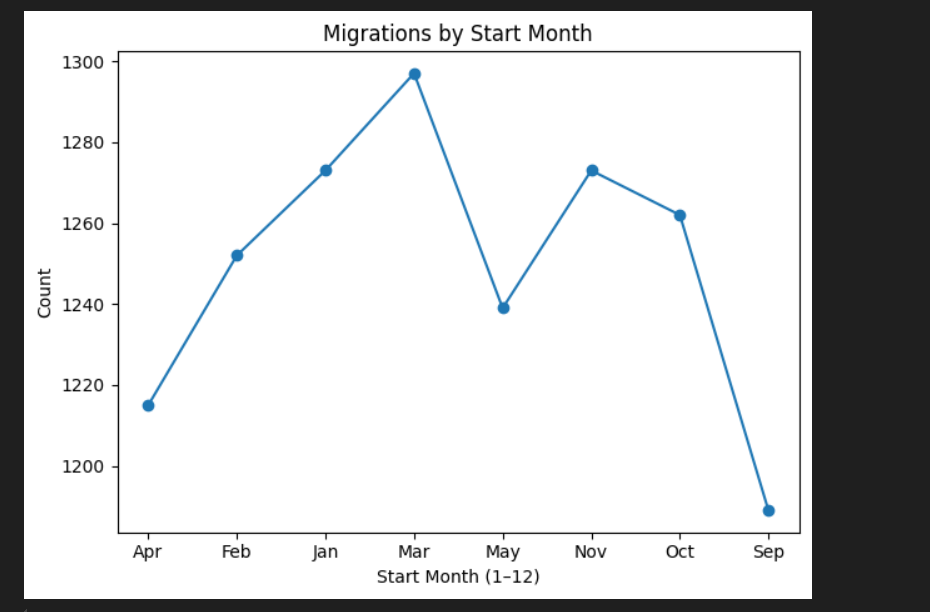 Migrations by Start Month
1300
1280
1260
1240
1220
1200
Count
Apr Feb Jan Mar May Nov Oct Sep
Start Month (1–12)